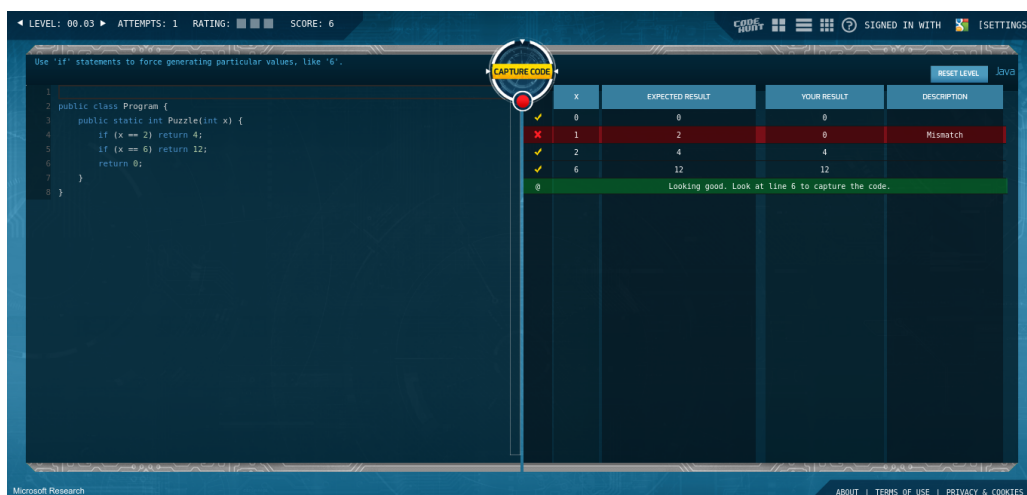 ◄ LEVEL: 00.03 ► ATTEMPTS: 1 RATING: SCORE: 6
CODE HUNT
? SIGNED IN WITH [SETTINGS
Use 'if' statements to force generating particular values, like '6'.
CAPTURE CODE
RESET LEVEL Java
1
2 public class Program {
3 public static int Puzzle(int x) {
4 if (x == 2) return 4;
5 if (x == 6) return 12;
6 return 0;
7 }
8 }
X EXPECTED RESULT YOUR RESULT DESCRIPTION
0 0 0
1 2 0 Mismatch
2 4 4
6 12 12
@ Looking good. Look at line 6 to capture the code.
Microsoft Research
ABOUT | TERMS OF USE | PRIVACY & COOKIES